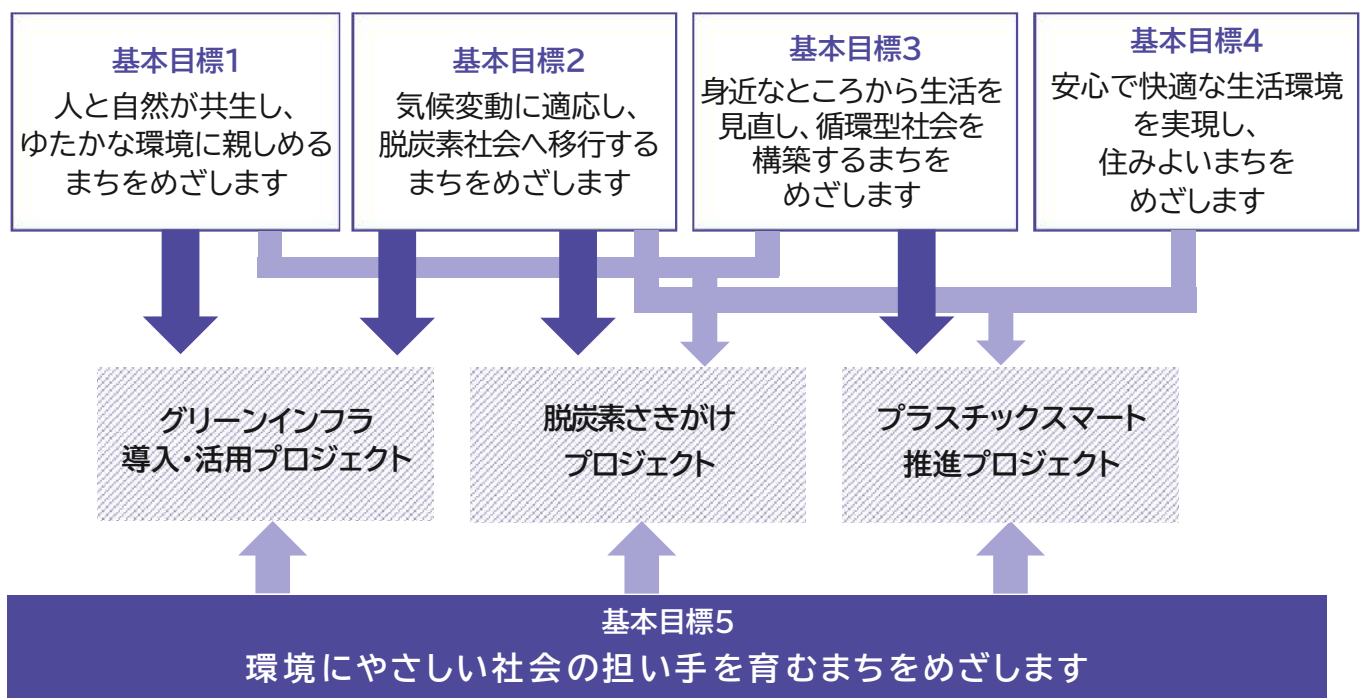 基本目標1
人と自然が共生し、
ゆたかな環境に親しめる
まちをめざします
基本目標2
気候変動に適応し、
脱炭素社会へ移行する
まちをめざします
基本目標3
身近なところから生活を
見直し、循環型社会を
構築するまちを
めざします
基本目標4
安心で快適な生活環境
を実現し、
住みよいまちを
めざします
グリーンインフラ
導入・活用プロジェクト
脱炭素さきがけ
プロジェクト
プラスチックスマート
推進プロジェクト
基本目標5
環境にやさしい社会の担い手を育むまちをめざします